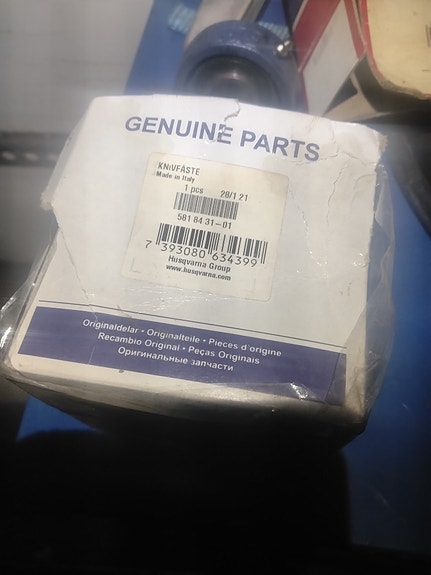 GENUINE PARTS
KNIVFÄSTE
Made in Italy
1 pcs 28/1 21
581 84 31-01
7 393080 634399
Husqvarna Group
www.husqvarna.com
Originaldelar • Originalteile • Pièces d'origine
Recambio Original • Peças Originais
Оригинальные запчасти